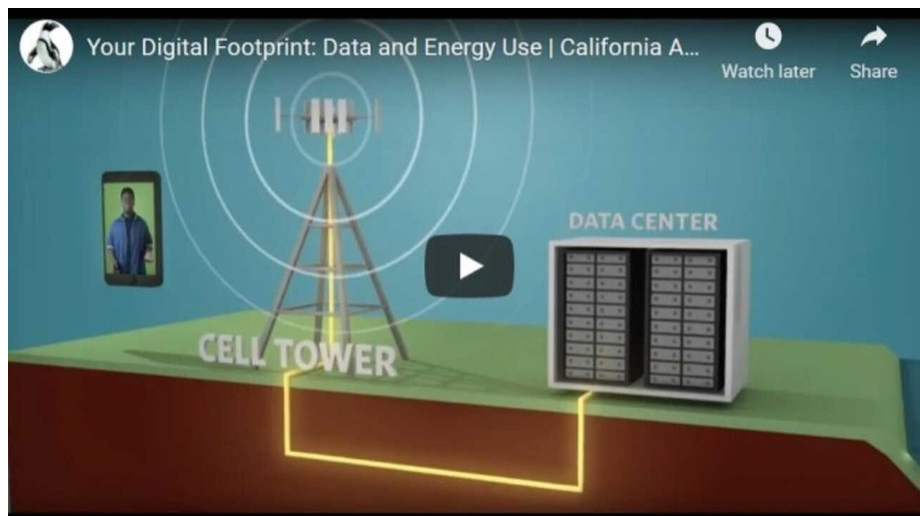 Your Digital Footprint: Data and Energy Use | California A...
Watch later
Share
DATA CENTER
CELL TOWER